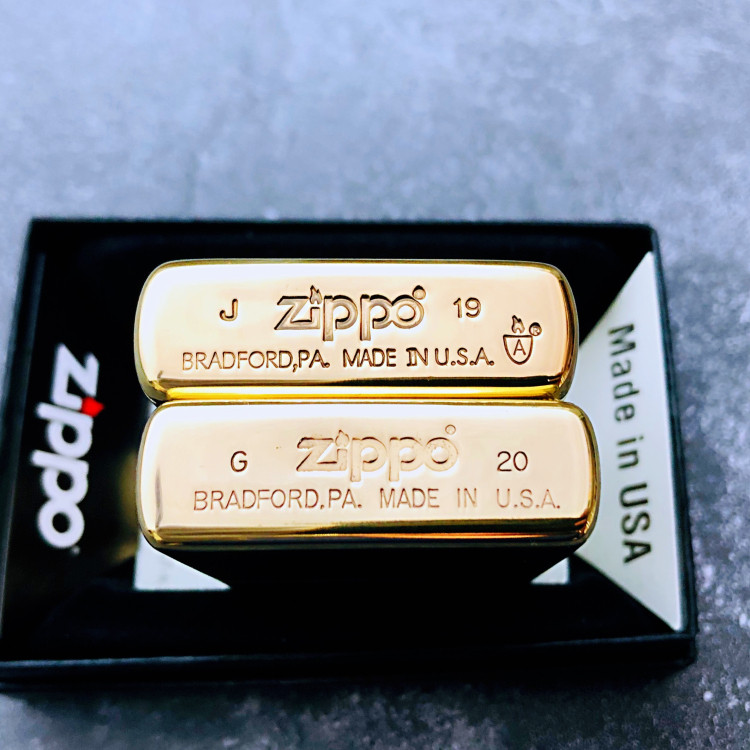 J zippo® 19
BRADFORD,PA. MADE IN U.S.A. A
G zippo® 20
BRADFORD.PA. MADE IN U.S.A.
zippo
Made in USA